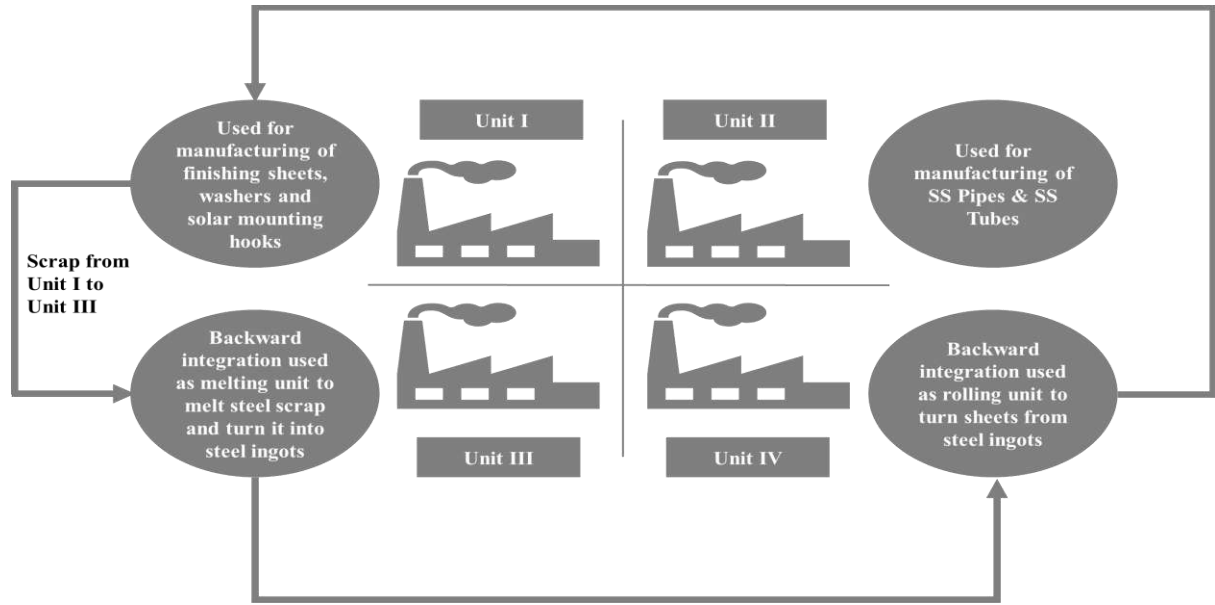 Used for
manufacturing of
finishing sheets,
washers and
solar mounting
hooks
Unit I
Unit II
Used for
manufacturing of
SS Pipes & SS
Tubes
Scrap from
Unit I to
Unit III
Backward
integration used
as melting unit to
melt steel scrap
and turn it into
steel ingots
Unit III
Unit IV
Backward
integration used
as rolling unit to
turn sheets from
steel ingots